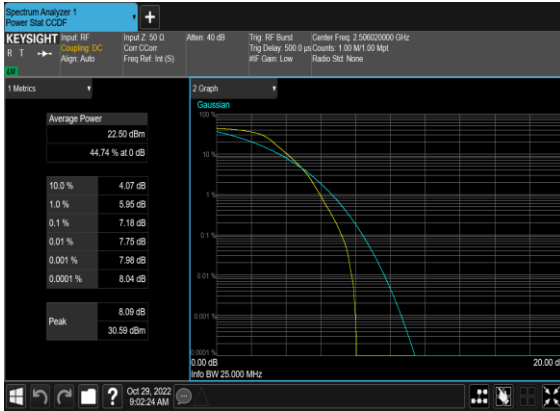 Spectrum Analyzer 1
Power Stat CCDF
KEYSIGHT
R T
Input: RF
Coupling: DC
Align: Auto
Input Z: 50 Ω
Corr CCorr
Freq Ref: Int (S)
Atten: 40 dB
Trig: RF Burst
Trig Delay: 500.0 µs
#IF Gain: Low
Center Freq: 2.506020000 GHz
Counts: 1.00 M/1.00 Mpt
Radio Std: None
1 Metrics
Average Power
22.50 dBm
44.74 % at 0 dB
10.0 % 4.07 dB
1.0 % 5.95 dB
0.1 % 7.18 dB
0.01 % 7.75 dB
0.001 % 7.98 dB
0.0001 % 8.04 dB
Peak
8.09 dB
30.59 dBm
2 Graph
Gaussian
100 %
10 %
1 %
0.1 %
0.01 %
0.001 %
0.0001 %
0.00 dB
20.00 d
Info BW 25.000 MHz
?
Oct 29, 2022
9:02:24 AM